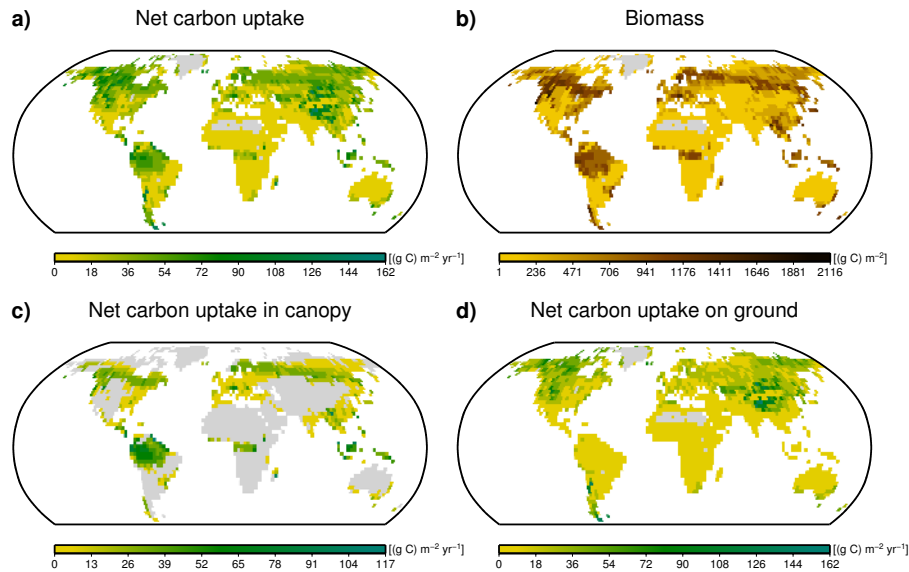 a) Net carbon uptake
b) Biomass
[(g C) m−2 yr−1]
0 18 36 54 72 90 108 126 144 162
[(g C) m−2]
1 236 471 706 941 1176 1411 1646 1881 2116
c) Net carbon uptake in canopy
d) Net carbon uptake on ground
[(g C) m−2 yr−1]
0 13 26 39 52 65 78 91 104 117
[(g C) m−2 yr−1]
0 18 36 54 72 90 108 126 144 162